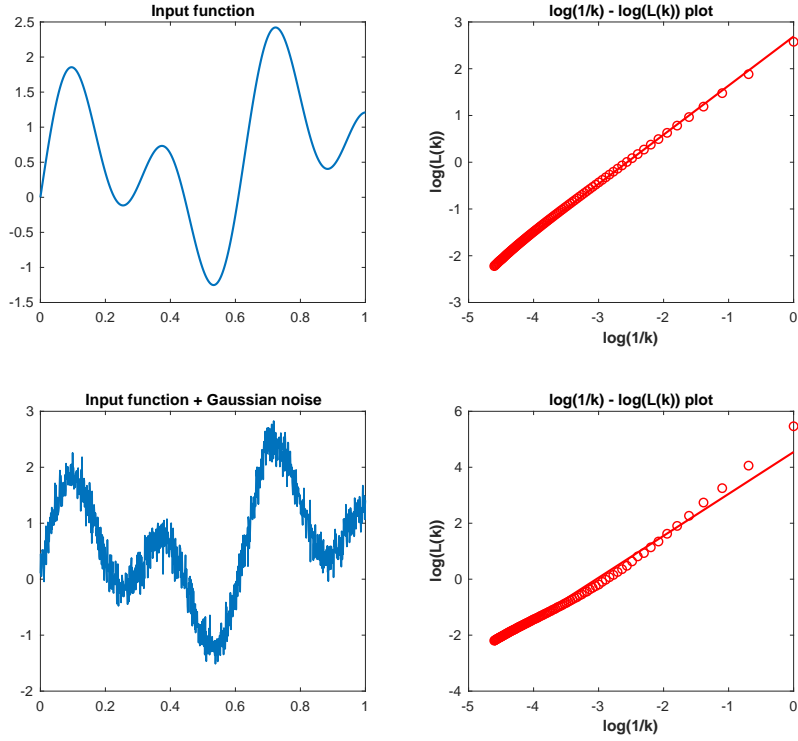 Input function
2.5
2
1.5
1
0.5
0
-0.5
-1
-1.5
0 0.2 0.4 0.6 0.8 1
log(1/k) - log(L(k)) plot
3
2
1
0
-1
-2
-3
log(L(k))
-5 -4 -3 -2 -1 0
log(1/k)
Input function + Gaussian noise
3
2
1
0
-1
-2
0 0.2 0.4 0.6 0.8 1
log(1/k) - log(L(k)) plot
6
4
2
0
-2
-4
log(L(k))
-5 -4 -3 -2 -1 0
log(1/k)